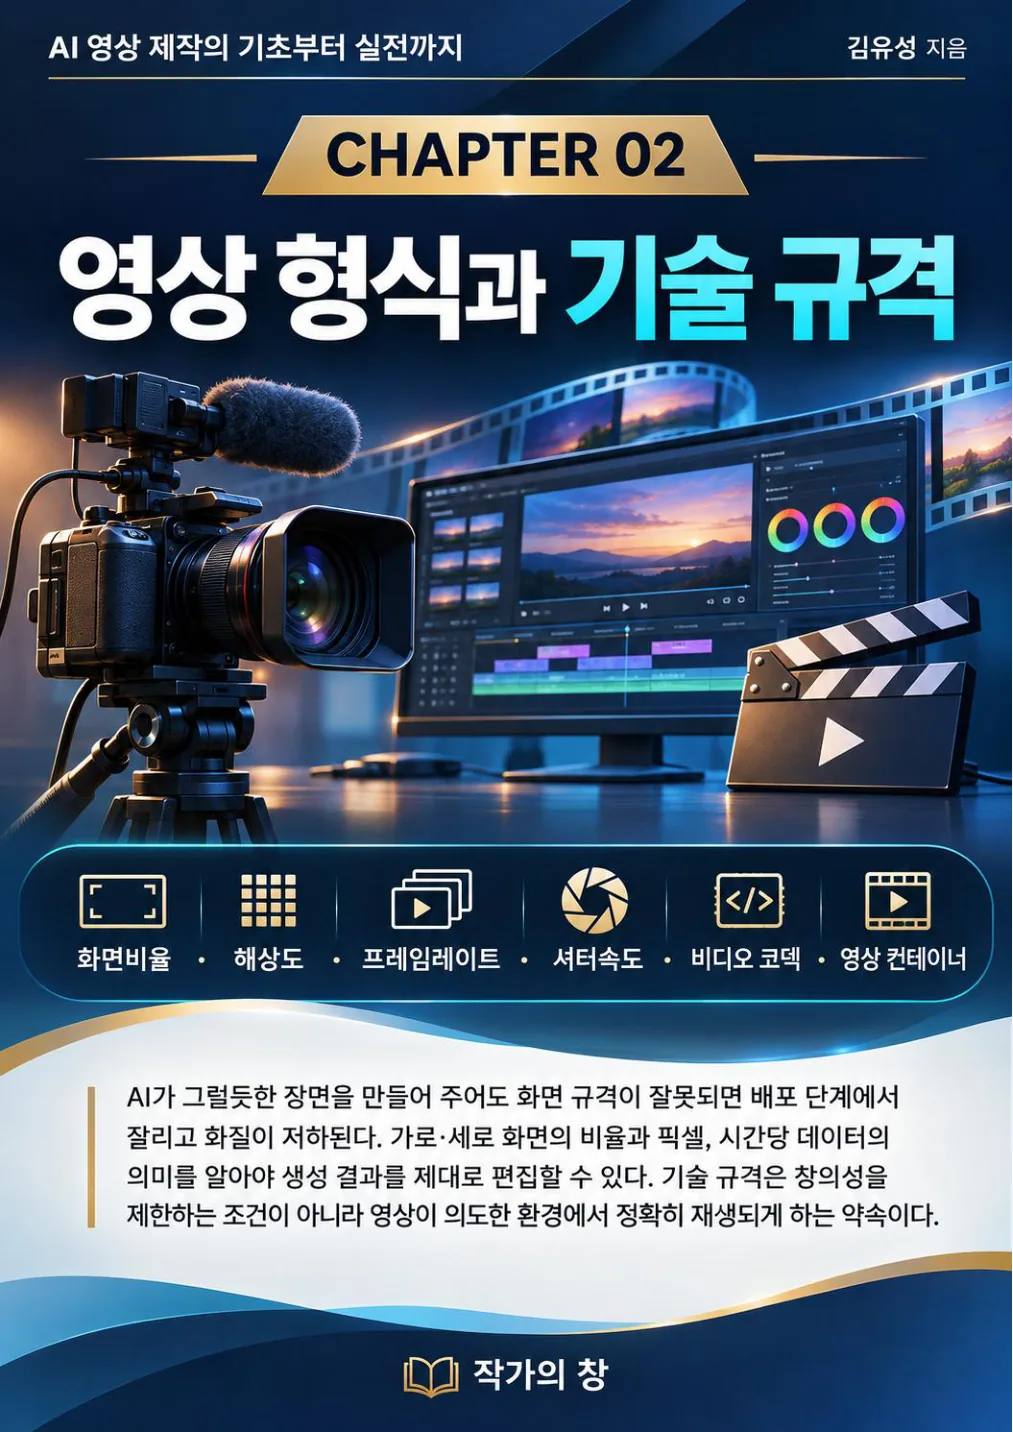 AI 영상 제작의 기초부터 실전까지
김유성 지음
CHAPTER 02
영상 형식과 기술 규격
화면비율 • 해상도 • 프레임레이트 • 셔터속도 • 비디오 코덱 • 영상 컨테이너
AI가 그럴듯한 장면을 만들어 주어도 화면 규격이 잘못되면 배포 단계에서
잘리고 화질이 저하된다. 가로·세로 화면의 비율과 픽셀, 시간당 데이터의
의미를 알아야 생성 결과를 제대로 편집할 수 있다. 기술 규격은 창의성을
제한하는 조건이 아니라 영상이 의도한 환경에서 정확히 재생되게 하는 약속이다.
작가의 창